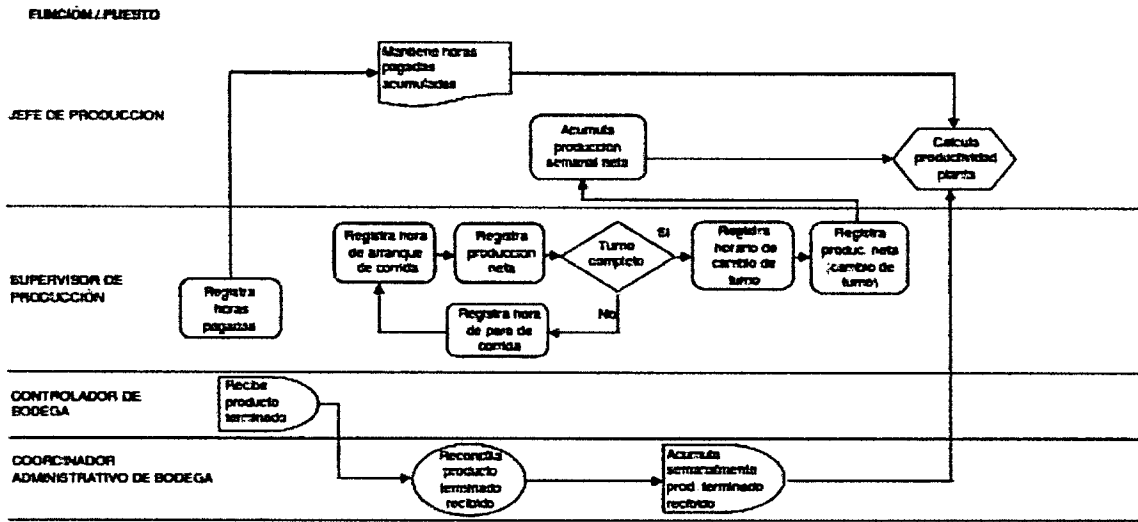 FUNCIÓN / PUESTO
Mantiene horas
pagadas
acumuladas
JEFE DE PRODUCCION
Acumula
producción
semanal neta
Calcula
productividad
planta
SUPERVISOR DE
PRODUCCIÓN
Registra
horas
pagadas
Registra hora
de arranque
de corrida
Registra
produccion
neta
Turno
completo
SI
No
Registra
horario de
cambio de
turno
Registra
produc. neta
(cambio de
turno)
Registra hora
de para de
corrida
CONTROLADOR DE
BODEGA
Recibe
producto
terminado
COORDINADOR
ADMINISTRATIVO DE BODEGA
Reconcilia
producto
terminado
recibido
Acumula
semanalmente
prod. terminado
recibido